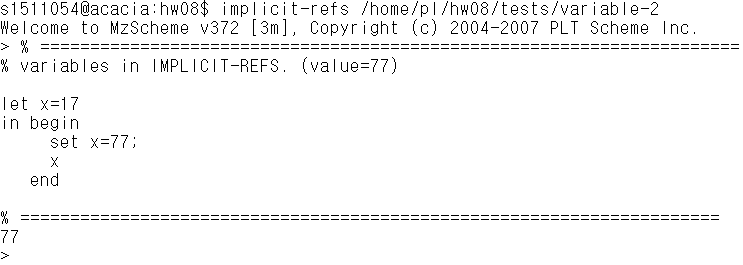 s1511054@acacia:hw08$ implicit-refs /home/pl/hw08/tests/variable-2
Welcome to MzScheme v372 [3m], Copyright (c) 2004-2007 PLT Scheme Inc.
> % ======================================================================
% variables in IMPLICIT-REFS. (value=77)

let x=17
in begin
     set x=77;
     x
   end

% ======================================================================
77
>